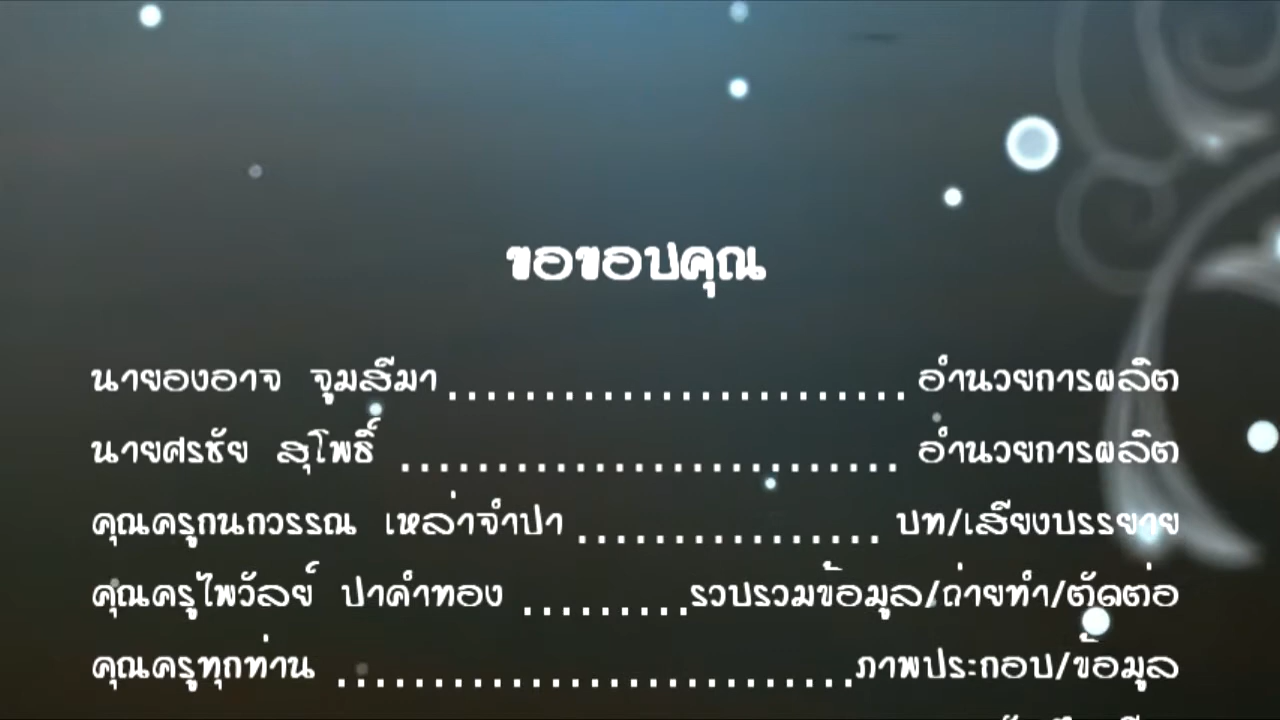 ขอขอบคุณ
นายองอาจ จูมสีมา ........................ อำนวยการผลิต
นายศรชัย สุโพธิ์ .......................... อำนวยการผลิต
คุณครูกนกวรรณ เหล่าจำปา ................ บท/เสียงบรรยาย
คุณครูไพวัลย์ ปาคำทอง .........รวบรวมข้อมูล/ถ่ายทำ/ตัดต่อ
คุณครูทุกท่าน ...........................ภาพประกอบ/ข้อมูล